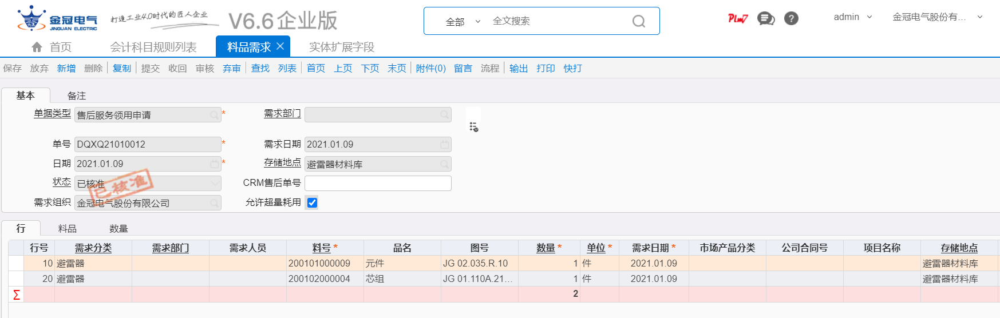 金冠电气 JINGUAN ELECTRIC 打造工业4.0时代的匠人企业 V6.6企业版 全部 全文搜索 Plm7 ? admin 金冠电气股份有...
首页 会计科目规则列表 料品需求 实体扩展字段
保存 放弃 新增 删除 复制 提交 收回 审核 弃审 查找 列表 首页 上页 下页 末页 附件(0) 留言 流程 输出 打印 快打
基本 备注
单据类型 售后服务领用申请 * 需求部门
单号 DQXQ21010012 * 需求日期 2021.01.09
日期 2021.01.09 * 存储地点 避雷器材料库
状态 已核准 CRM售后单号
已核准
需求组织 金冠电气股份有限公司 允许超量耗用
行 料品 数量
行号 需求分类 需求部门 需求人员 料号 * 品名 图号 数量 * 单位 * 需求日期 * 市场产品分类 公司合同号 项目名称 存储地点
10 避雷器 200101000009 元件 JG 02.035.R.10 1 件 2021.01.09 避雷器材料库
20 避雷器 200102000004 芯组 JG 01.110A.21... 1 件 2021.01.09 避雷器材料库
Σ 2